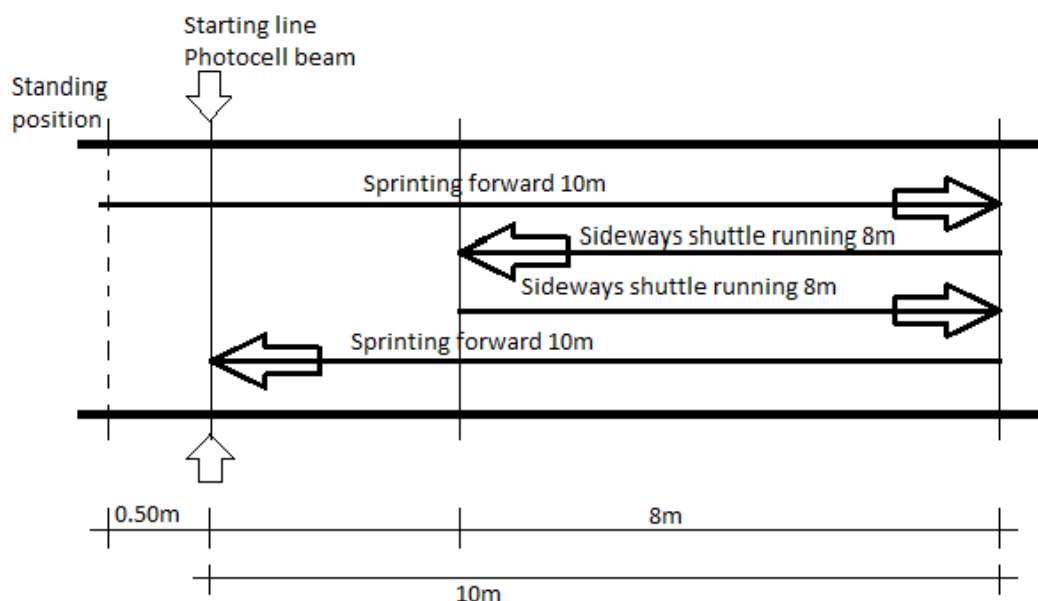 Starting line
Photocell beam
Standing
position
Sprinting forward 10m
Sideways shuttle running 8m
Sideways shuttle running 8m
Sprinting forward 10m
0.50m
8m
10m